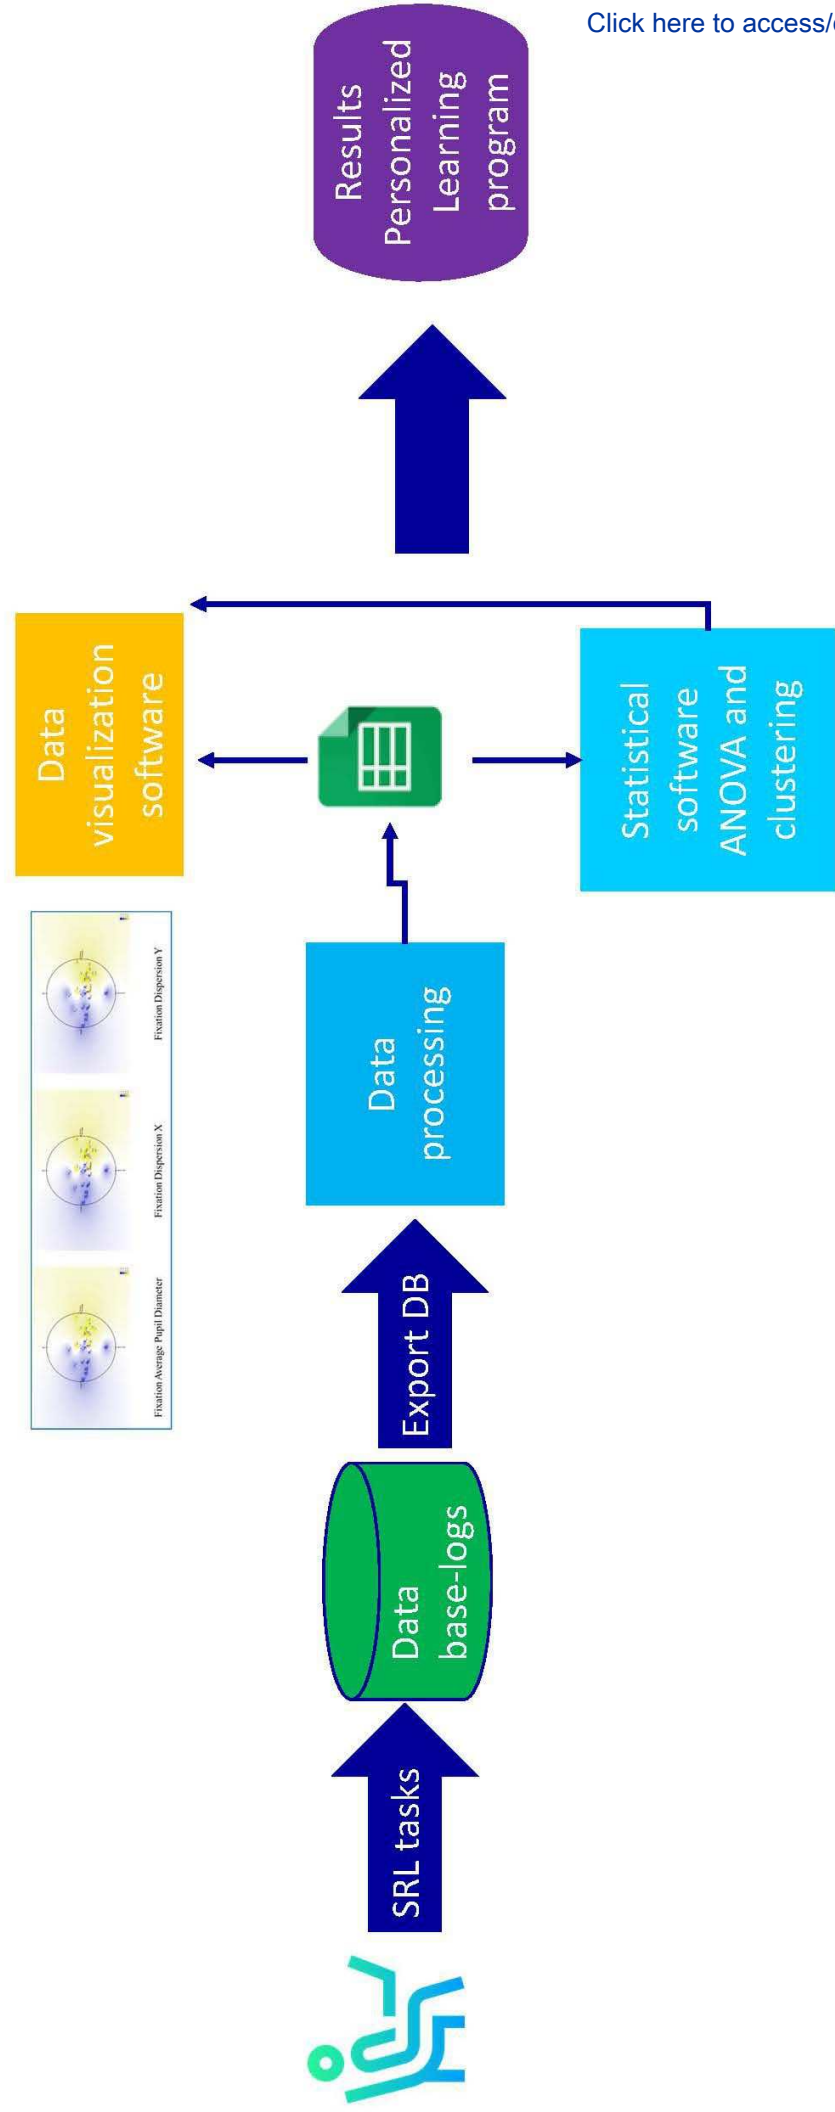 Click here to access/
SRL tasks
Data
base-logs
Export DB
Data
processing
Fixation Average Pupil Diameter
Fixation Dispersion X
Fixation Dispersion Y
Data
visualization
software
Statistical
software
ANOVA and
clustering
Results
Personalized
Learning
program